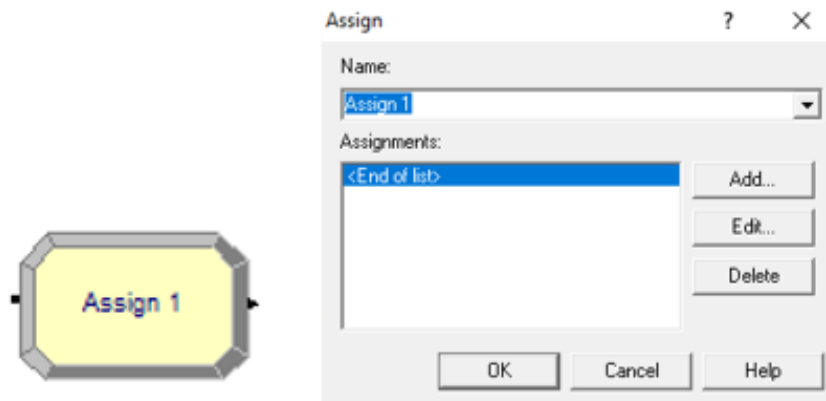 Assign ? X
Name:
Assign 1
Assignments:
<End of list>
Add...
Edit...
Delete
Assign 1
OK Cancel Help